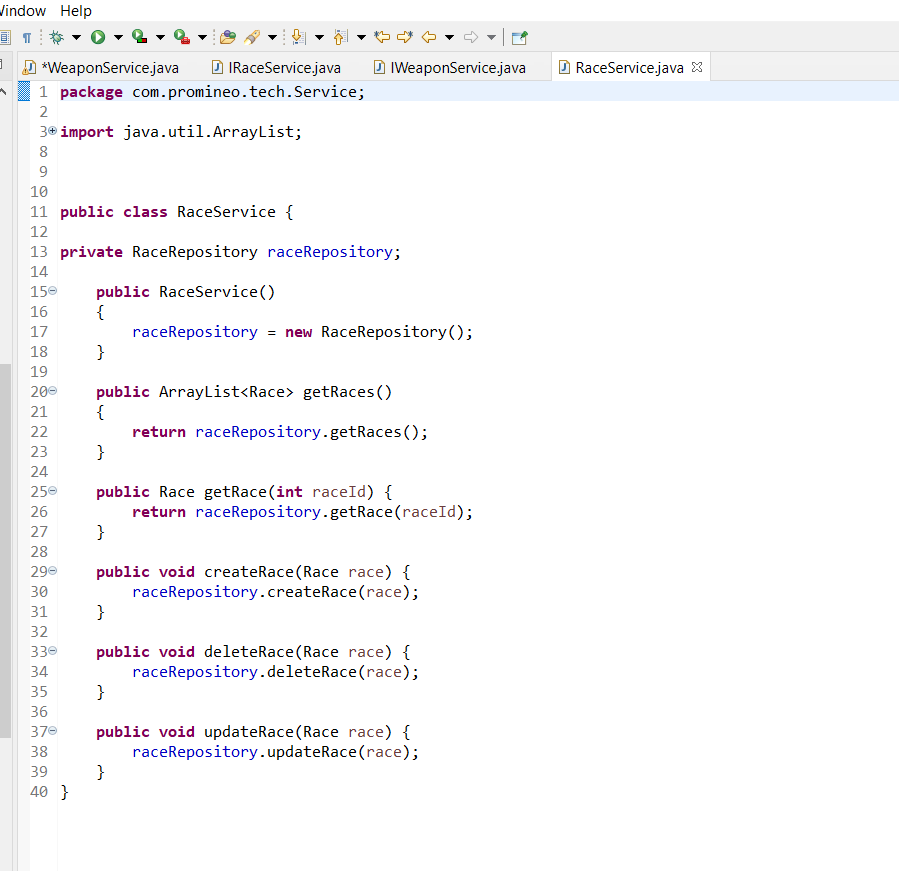 Window Help
*WeaponService.java IRaceService.java IWeaponService.java RaceService.java
1 package com.promineo.tech.Service;
2
3 import java.util.ArrayList;
8
9
10
11 public class RaceService {
12
13 private RaceRepository raceRepository;
14
15     public RaceService()
16     {
17         raceRepository = new RaceRepository();
18     }
19
20     public ArrayList<Race> getRaces()
21     {
22         return raceRepository.getRaces();
23     }
24
25     public Race getRace(int raceId) {
26         return raceRepository.getRace(raceId);
27     }
28
29     public void createRace(Race race) {
30         raceRepository.createRace(race);
31     }
32
33     public void deleteRace(Race race) {
34         raceRepository.deleteRace(race);
35     }
36
37     public void updateRace(Race race) {
38         raceRepository.updateRace(race);
39     }
40 }